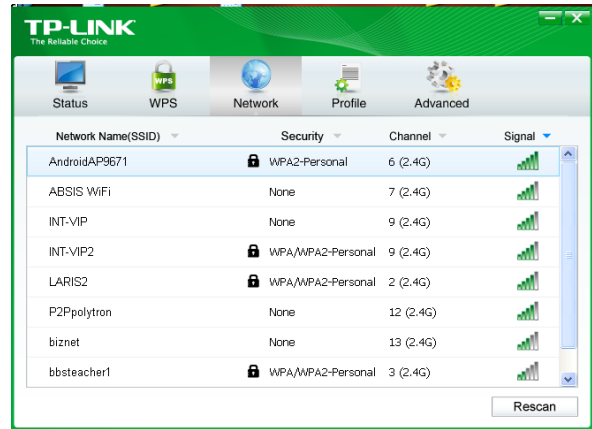 TP-LINK
The Reliable Choice
WPS
Status WPS Network Profile Advanced
Network Name(SSID) Security Channel Signal
AndroidAP9671 WPA2-Personal 6 (2.4G)
ABSIS WiFi None 7 (2.4G)
INT-VIP None 9 (2.4G)
INT-VIP2 WPA/WPA2-Personal 9 (2.4G)
LARIS2 WPA/WPA2-Personal 2 (2.4G)
P2Ppolytron None 12 (2.4G)
biznet None 13 (2.4G)
bbsteacher1 WPA/WPA2-Personal 3 (2.4G)
Rescan